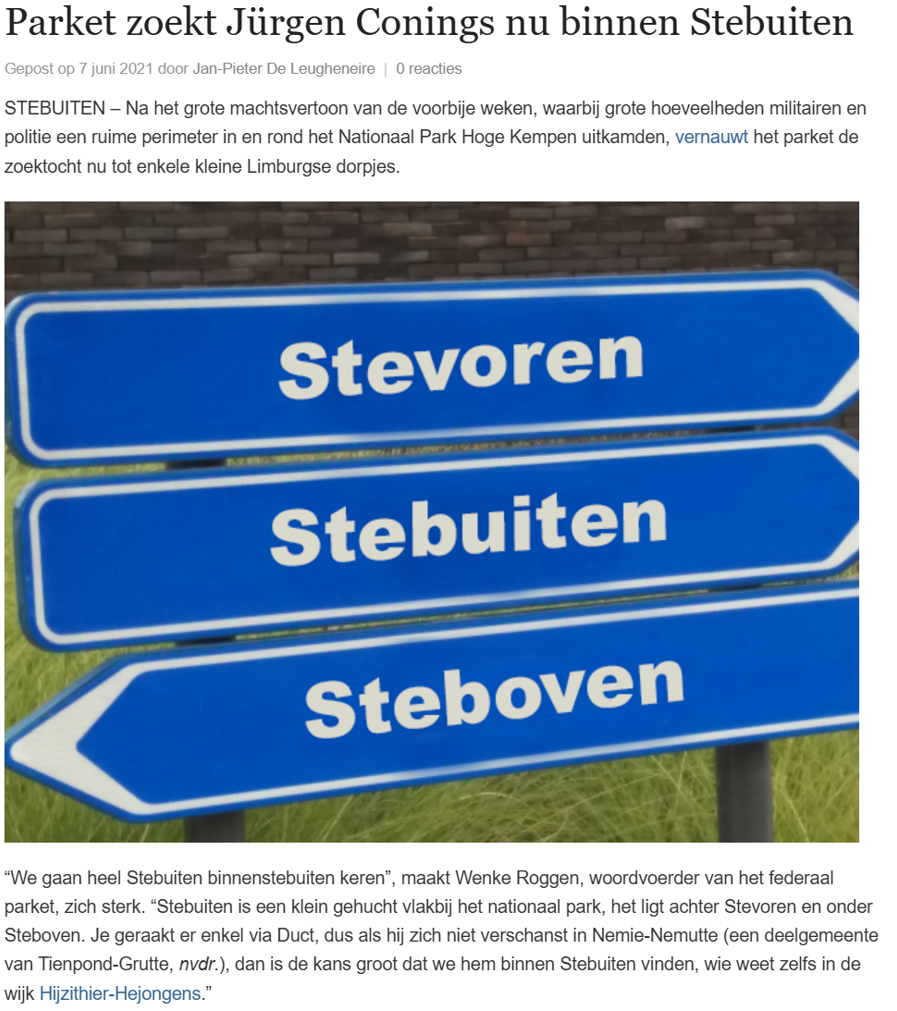 Parket zoekt Jürgen Conings nu binnen Stebuiten
Gepost op 7 juni 2021 door Jan-Pieter De Leugheneire | 0 reacties
STEBUITEN – Na het grote machtsvertoon van de voorbije weken, waarbij grote hoeveelheden militairen en
politie een ruime perimeter in en rond het Nationaal Park Hoge Kempen uitkamden, vernauwt het parket de
zoektocht nu tot enkele kleine Limburgse dorpjes.
Stevoren
Stebuiten
Steboven
“We gaan heel Stebuiten binnenstebuiten keren”, maakt Wenke Roggen, woordvoerder van het federaal
parket, zich sterk. “Stebuiten is een klein gehucht vlakbij het nationaal park, het ligt achter Stevoren en onder
Steboven. Je geraakt er enkel via Duct, dus als hij zich niet verschanst in Nemie-Nemutte (een deelgemeente
van Tienpond-Grutte, nvdr.), dan is de kans groot dat we hem binnen Stebuiten vinden, wie weet zelfs in de
wijk Hijzithier-Hejongens.”